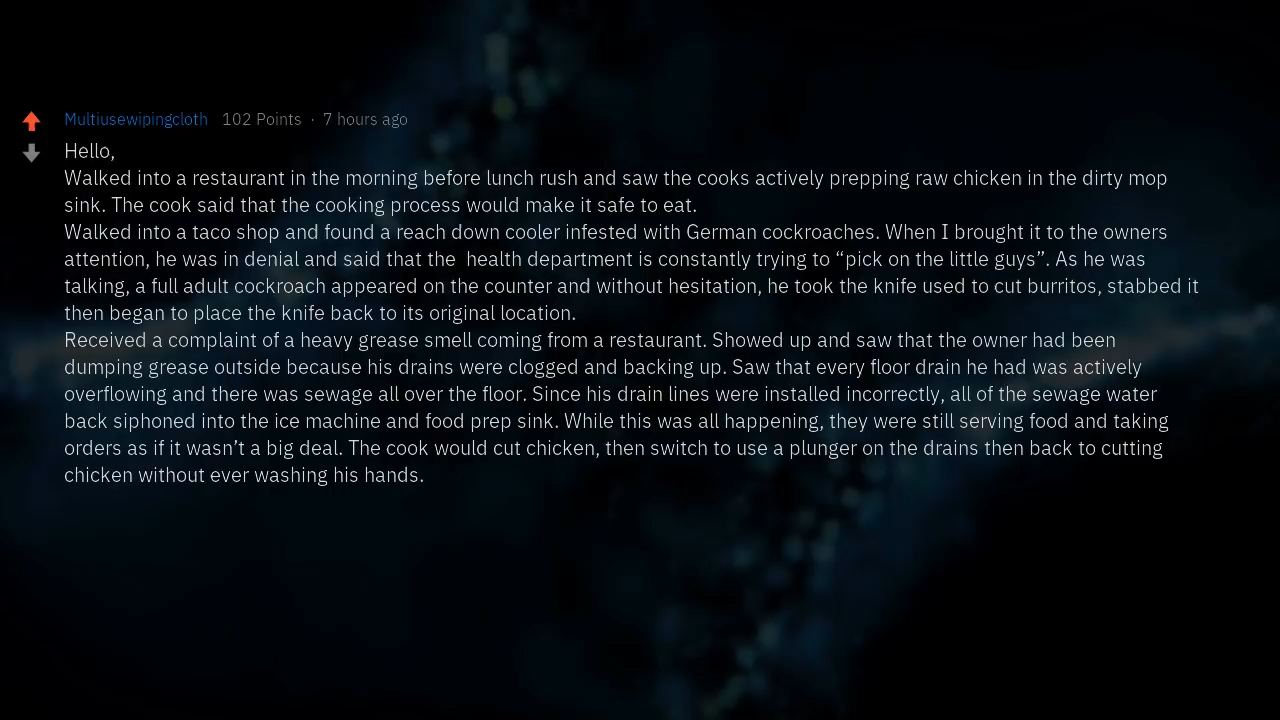 Multiusewipingcloth 102 Points · 7 hours ago
Hello,
Walked into a restaurant in the morning before lunch rush and saw the cooks actively prepping raw chicken in the dirty mop
sink. The cook said that the cooking process would make it safe to eat.
Walked into a taco shop and found a reach down cooler infested with German cockroaches. When I brought it to the owners
attention, he was in denial and said that the  health department is constantly trying to “pick on the little guys”. As he was
talking, a full adult cockroach appeared on the counter and without hesitation, he took the knife used to cut burritos, stabbed it
then began to place the knife back to its original location.
Received a complaint of a heavy grease smell coming from a restaurant. Showed up and saw that the owner had been
dumping grease outside because his drains were clogged and backing up. Saw that every floor drain he had was actively
overflowing and there was sewage all over the floor. Since his drain lines were installed incorrectly, all of the sewage water
back siphoned into the ice machine and food prep sink. While this was all happening, they were still serving food and taking
orders as if it wasn’t a big deal. The cook would cut chicken, then switch to use a plunger on the drains then back to cutting
chicken without ever washing his hands.